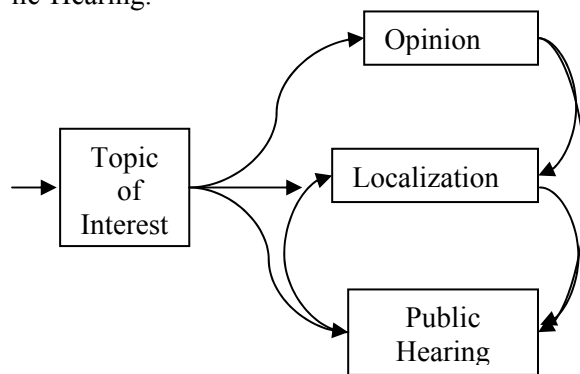 Opinion
Topic
of
Interest
Localization
Public
Hearing